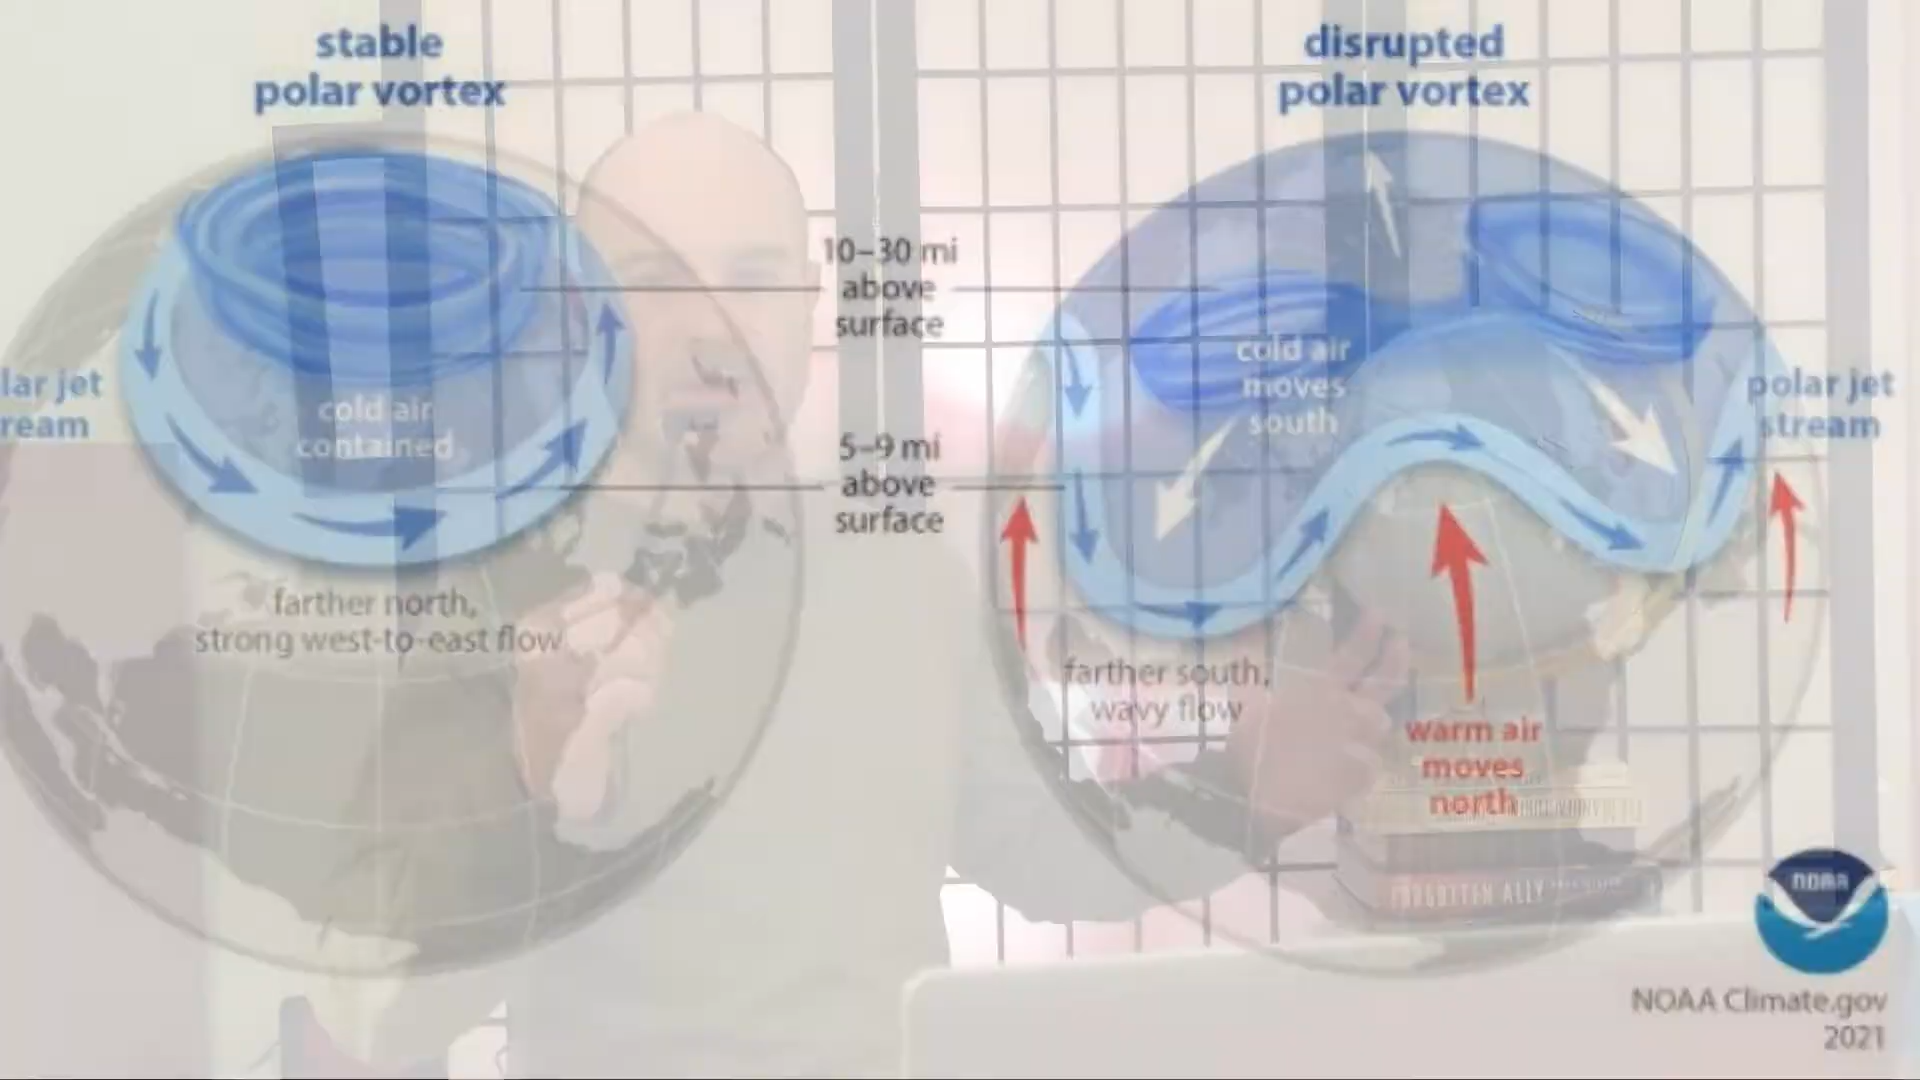 stable
polar vortex
disrupted
polar vortex
10–30 mi
above
surface
cold air
moves
south
lar jet
ream
polar jet
stream
cold air
contained
5–9 mi
above
surface
farther north,
strong west-to-east flow
farther south,
wavy flow
warm air
moves
north
FORGOTTEN ALLY
NOAA
NOAA Climate.gov
2021